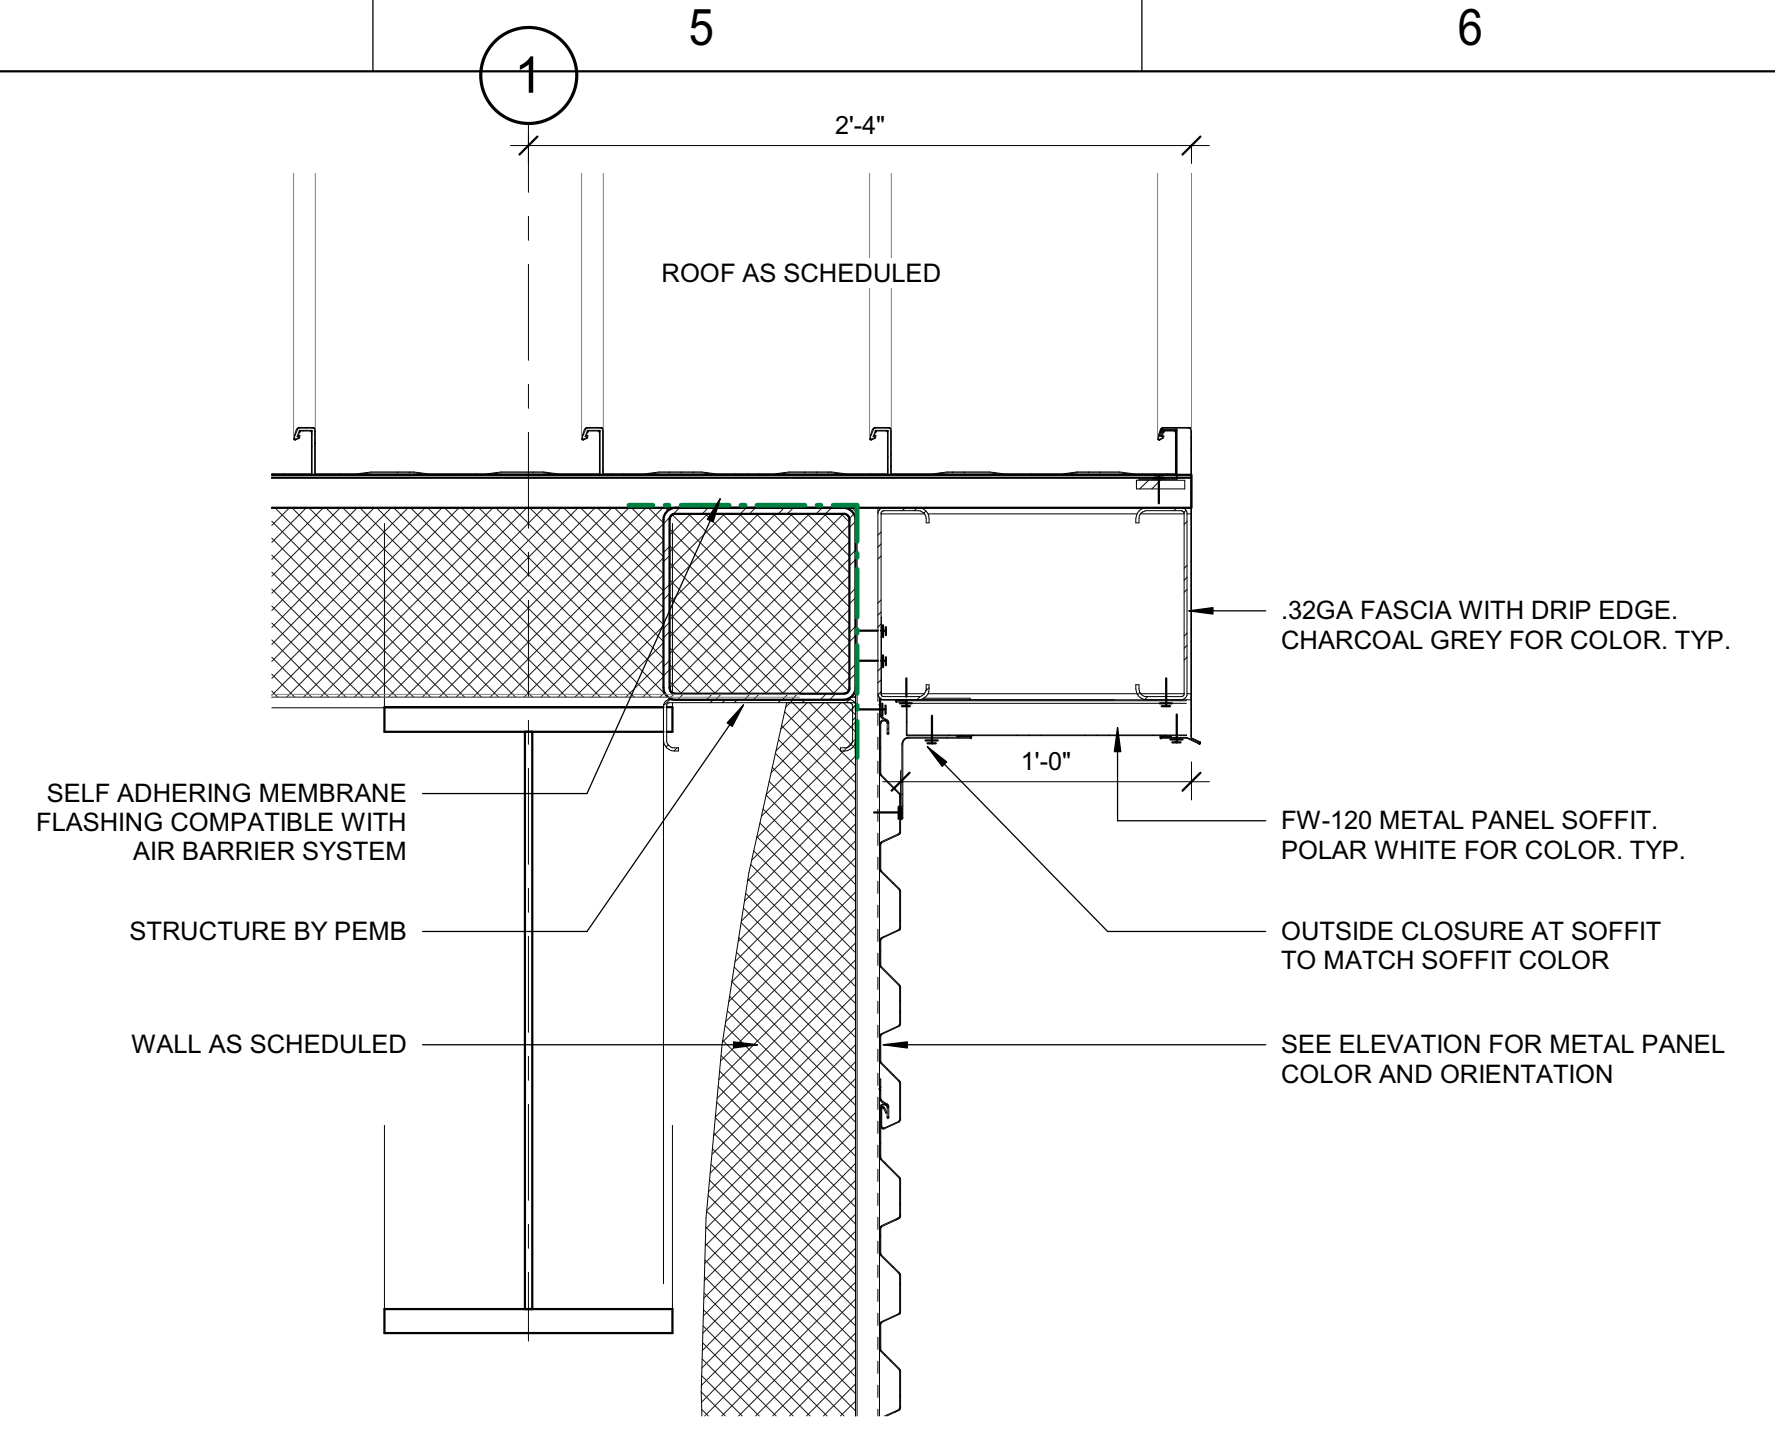 5
6
1
2'-4"
ROOF AS SCHEDULED
.32GA FASCIA WITH DRIP EDGE.
CHARCOAL GREY FOR COLOR. TYP.
1'-0"
SELF ADHERING MEMBRANE
FLASHING COMPATIBLE WITH
AIR BARRIER SYSTEM
FW-120 METAL PANEL SOFFIT.
POLAR WHITE FOR COLOR. TYP.
STRUCTURE BY PEMB
OUTSIDE CLOSURE AT SOFFIT
TO MATCH SOFFIT COLOR
WALL AS SCHEDULED
SEE ELEVATION FOR METAL PANEL
COLOR AND ORIENTATION